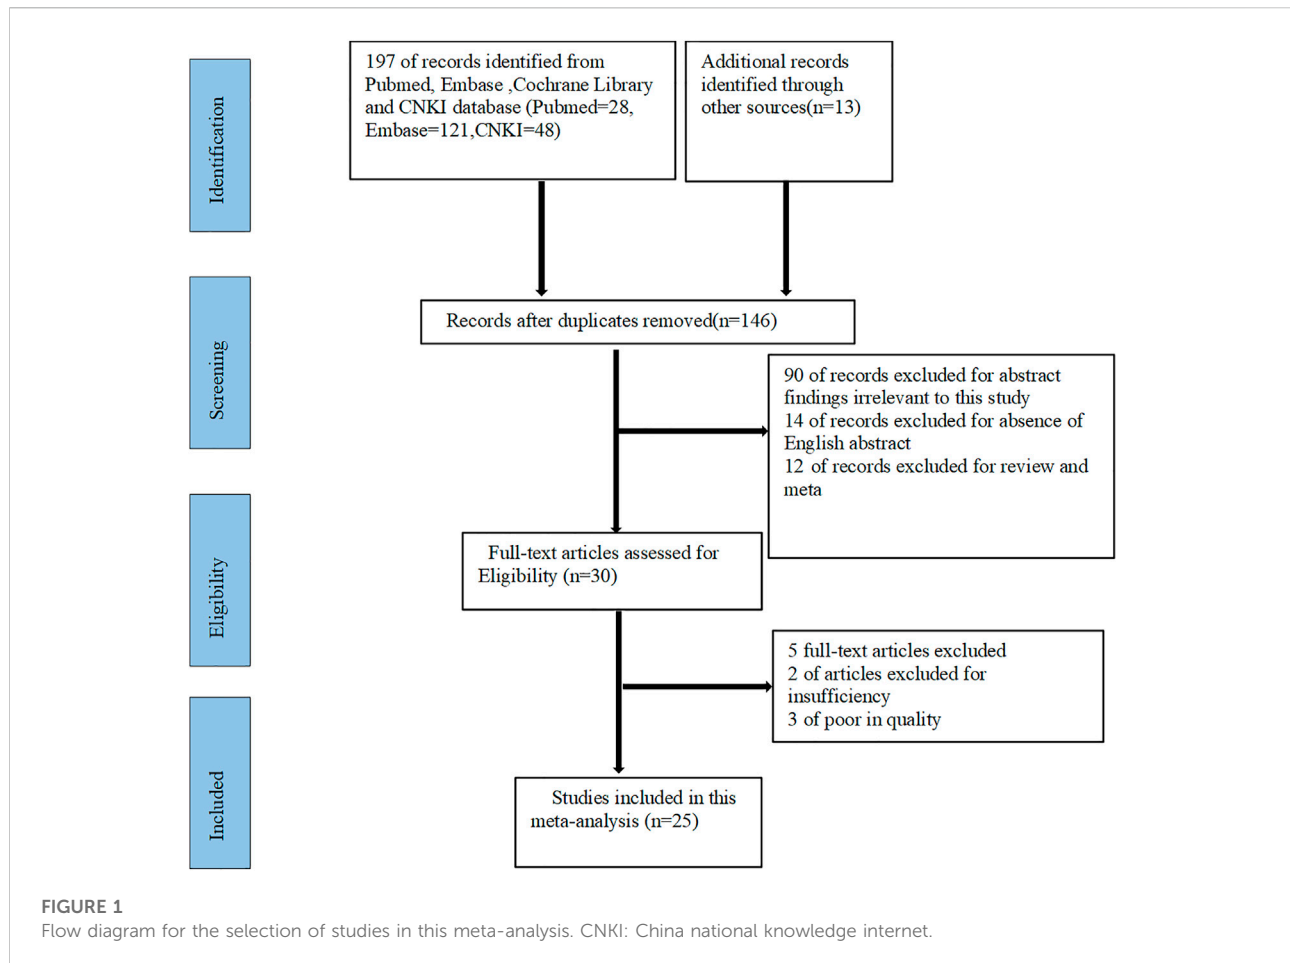 197 of records identified from
Pubmed, Embase ,Cochrane Library
and CNKI database (Pubmed=28,
Embase=121,CNKI=48)
Additional records
identified through
other sources(n=13)
Identification
Records after duplicates removed(n=146)
Screening
90 of records excluded for abstract
findings irrelevant to this study
14 of records excluded for absence of
English abstract
12 of records excluded for review and
meta
Full-text articles assessed for
Eligibility (n=30)
Eligibility
5 full-text articles excluded
2 of articles excluded for
insufficiency
3 of poor in quality
Included
Studies included in this
meta-analysis (n=25)
FIGURE 1
Flow diagram for the selection of studies in this meta-analysis. CNKI: China national knowledge internet.